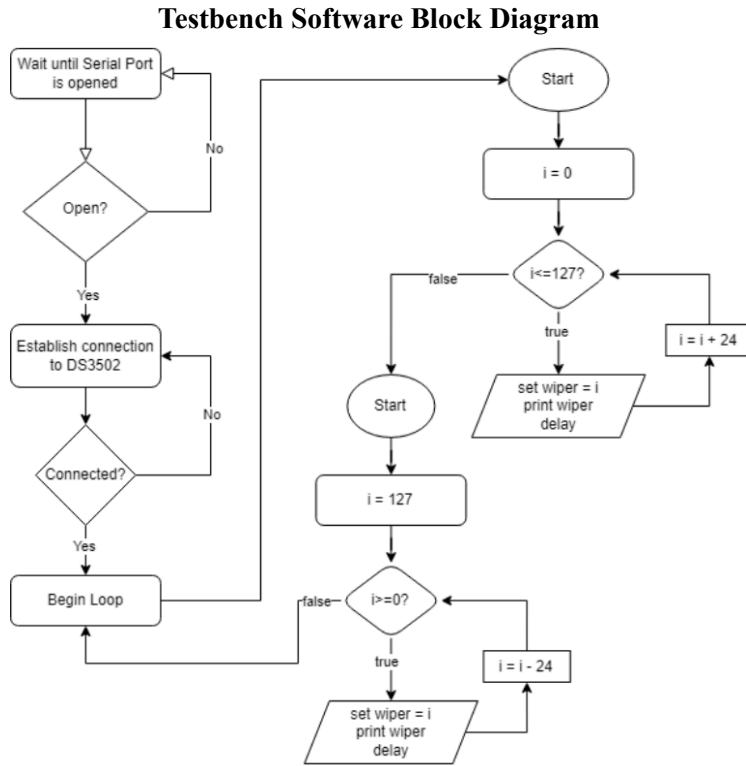 Testbench Software Block Diagram
Wait until Serial Port
is opened
No
Open?
Yes
Establish connection
to DS3502
No
Connected?
Yes
Begin Loop
Start
i = 0
i<=127?
false
true
i = i + 24
set wiper = i
print wiper
delay
Start
i = 127
i>=0?
false
true
i = i - 24
set wiper = i
print wiper
delay